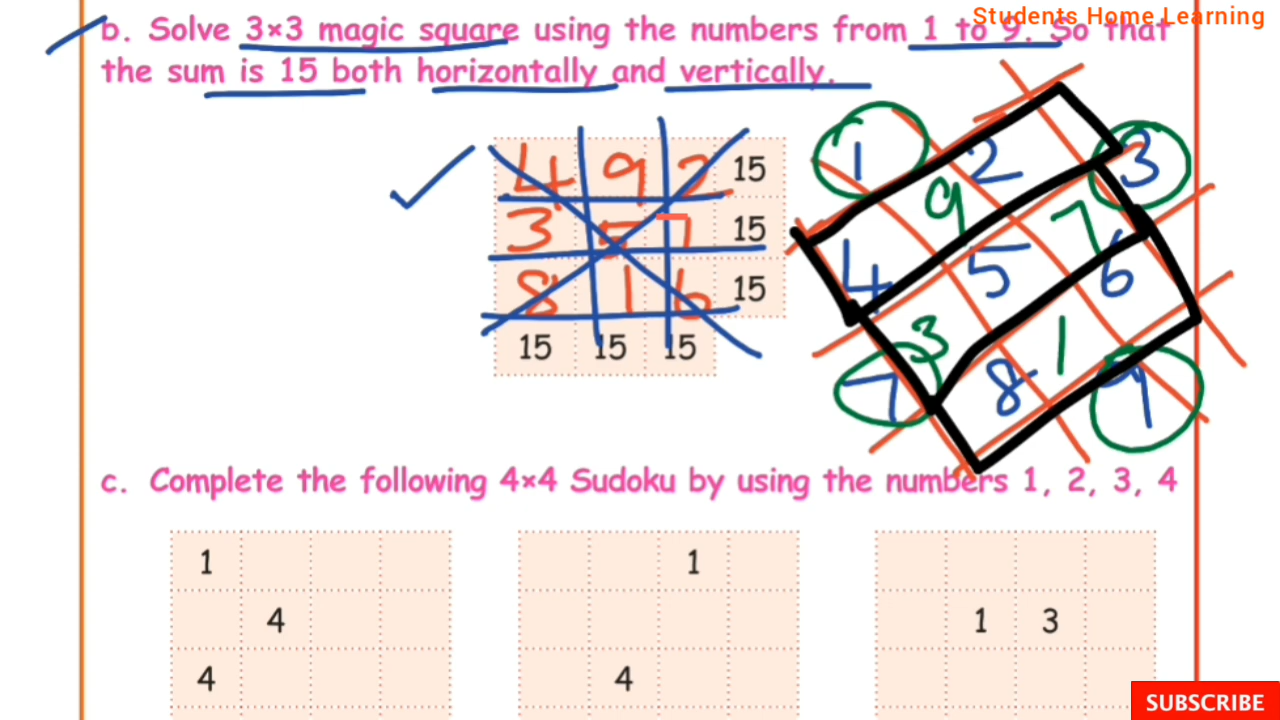 Students Home Learning
b. Solve 3×3 magic square using the numbers from 1 to 9. So that
the sum is 15 both horizontally and vertically.
4 9 2 15
3 5 7 15
8 1 6 15
15 15 15
1 2 3
9 7
4 5 6
3 1
7 8 9
c. Complete the following 4×4 Sudoku by using the numbers 1, 2, 3, 4
1 1
4 1 3
4 4
SUBSCRIBE